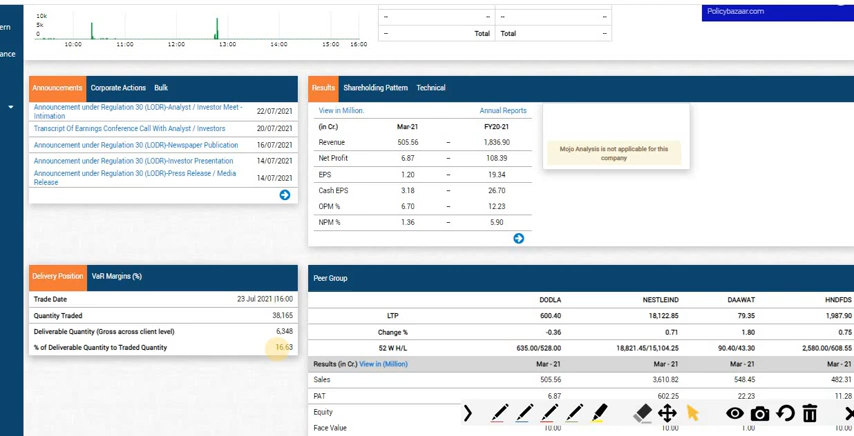 ern
ance
10k
5k
0
10:00 11:00 12:00 13:00 14:00 15:00 16:00
-- -- -- --
-- Total Total --
Policybazaar.com
Announcements Corporate Actions Bulk
Announcement under Regulation 30 (LODR)-Analyst / Investor Meet - Intimation 22/07/2021
Transcript Of Earnings Conference Call With Analyst / Investors 20/07/2021
Announcement under Regulation 30 (LODR)-Newspaper Publication 16/07/2021
Announcement under Regulation 30 (LODR)-Investor Presentation 14/07/2021
Announcement under Regulation 30 (LODR)-Press Release / Media Release 14/07/2021
Results Shareholding Pattern Technical
View in Million. Annual Reports
(in Cr.) Mar-21 FY20-21
Revenue 505.56 -- 1,836.90
Net Profit 6.87 -- 108.39
EPS 1.20 -- 19.34
Cash EPS 3.18 -- 26.70
OPM % 6.70 -- 12.23
NPM % 1.36 -- 5.90
Mojo Analysis is not applicable for this
company
Delivery Position VaR Margins (%)
Trade Date 23 Jul 2021 |16:00
Quantity Traded 38,165
Deliverable Quantity (Gross across client level) 6,348
% of Deliverable Quantity to Traded Quantity 16.63
Peer Group
DODLA NESTLEIND DAAWAT HNDFDS
LTP 600.40 18,122.85 79.35 1,987.90
Change % -0.36 0.71 1.80 0.75
52 W H/L 635.00/528.00 18,821.45/15,104.25 90.40/43.30 2,580.00/608.55
Results (in Cr.) View in (Million) Mar - 21 Mar - 21 Mar - 21 Mar - 21
Sales 505.56 3,610.82 548.45 482.31
PAT 6.87 602.25 22.23 11.28
Equity
Face Value 10.00 10.00 1.00 10.00